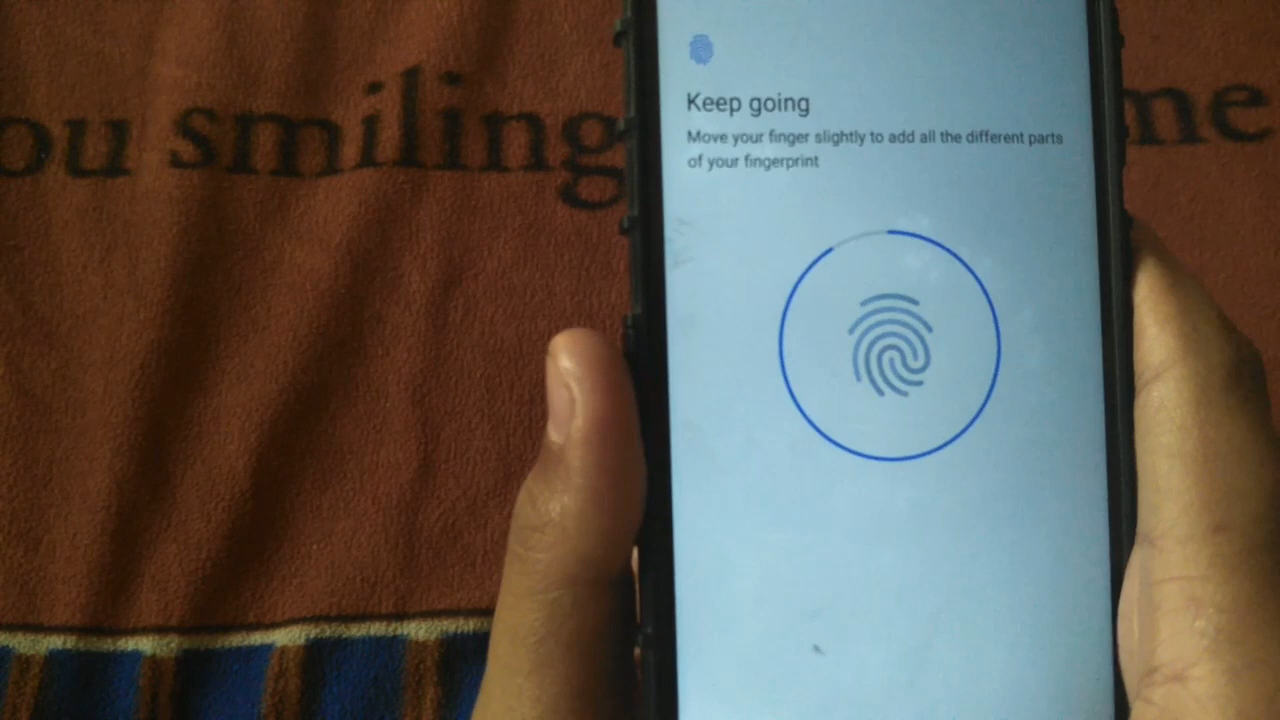 ou smiling me
Keep going
Move your finger slightly to add all the different parts
of your fingerprint